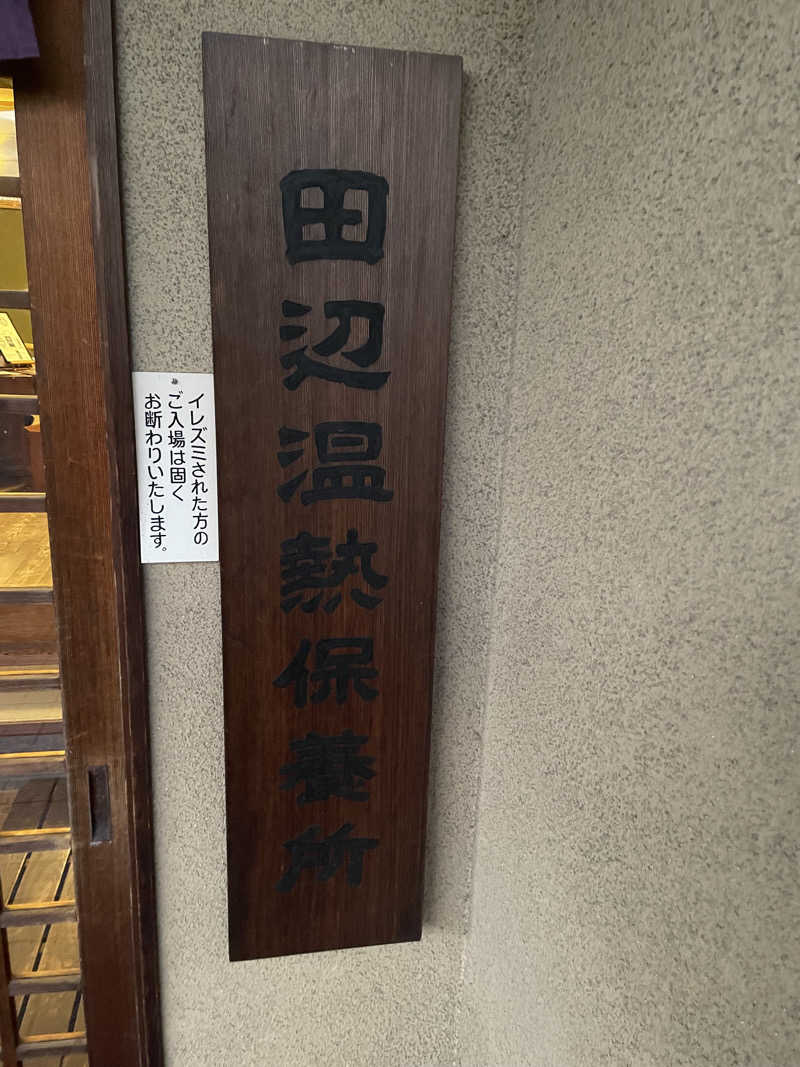 田辺温熱保養所
イレズミされた方の
ご入場は固く
お断わりいたします。